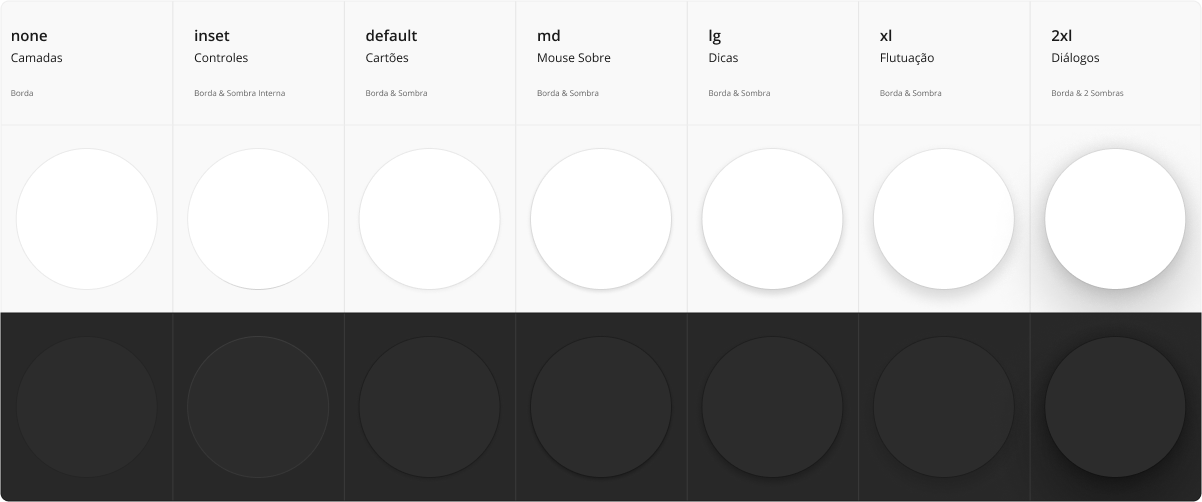 none
Camadas
Borda
inset
Controles
Borda & Sombra Interna
default
Cartões
Borda & Sombra
md
Mouse Sobre
Borda & Sombra
lg
Dicas
Borda & Sombra
xl
Flutuação
Borda & Sombra
2xl
Diálogos
Borda & 2 Sombras